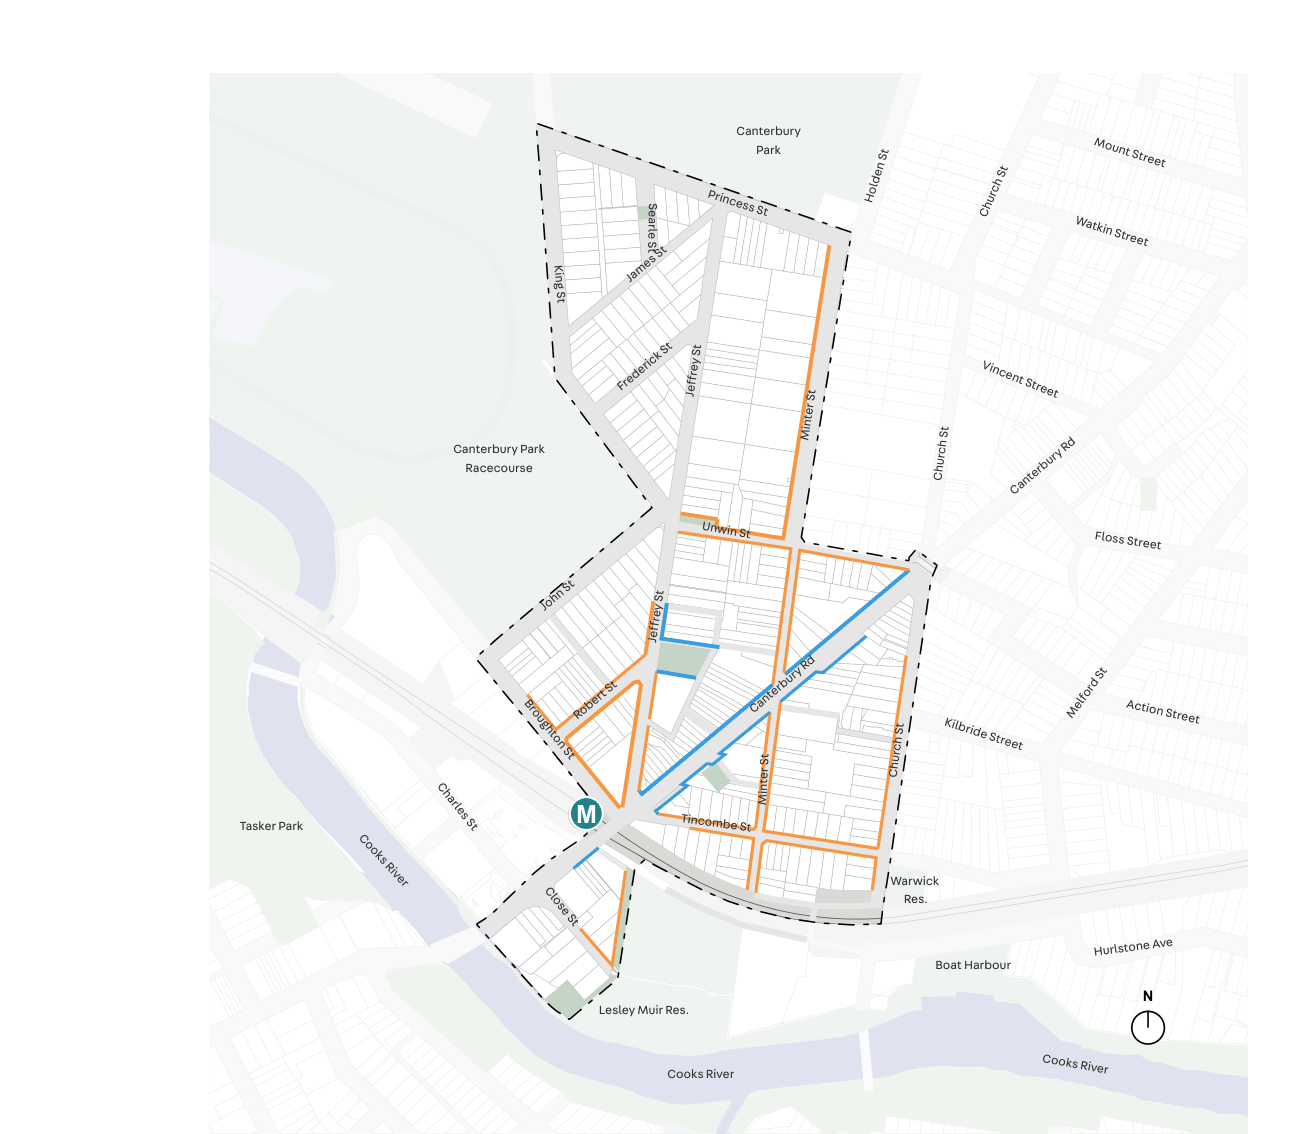 Canterbury
Park
Mount Street
Holden St
Church St
Princess St
Searle St
Watkin Street
James St
King St
Frederick St
Jeffrey St
Vincent Street
Minter St
Canterbury Park
Racecourse
Church St
Canterbury Rd
Unwin St
Floss Street
John St
Jeffrey St
Canterbury Rd
Robert St
Melford St
Broughton St
Action Street
Kilbride Street
Church St
Minter St
Charles St
M
Tincombe St
Tasker Park
Cooks River
Warwick
Res.
Close St
Hurlstone Ave
Boat Harbour
N
Lesley Muir Res.
Cooks River
Cooks River